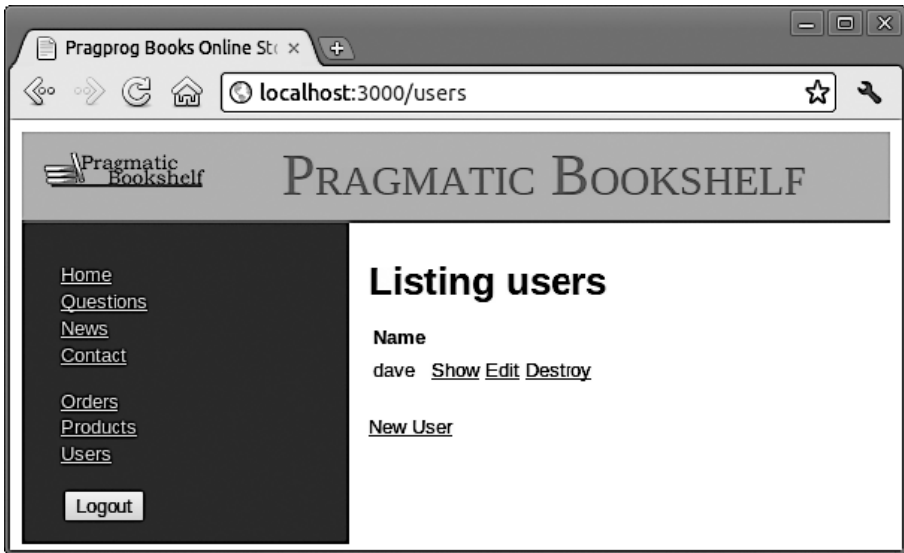 Pragprog Books Online Sto
localhost:3000/users
Pragmatic
Bookshelf
PRAGMATIC BOOKSHELF
Home
Questions
News
Contact
Orders
Products
Users
Logout
Listing users
Name
dave Show Edit Destroy
New User